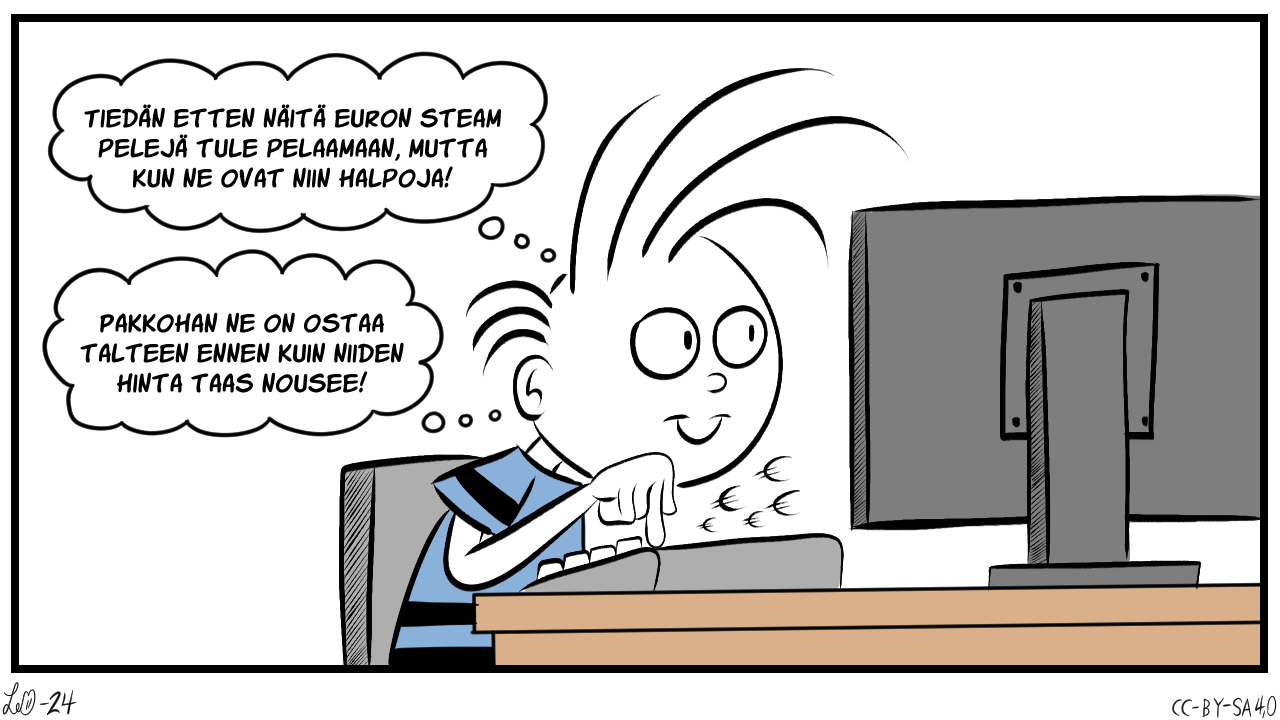 TIEDÄN ETTEN NÄITÄ EURON STEAM
PELEJÄ TULE PELAAMAAN, MUTTA
KUN NE OVAT NIIN HALPOJA!
PAKKOHAN NE ON OSTAA
TALTEEN ENNEN KUIN NIIDEN
HINTA TAAS NOUSEE!
€ € € € €
-24
CC-BY-SA 4,0